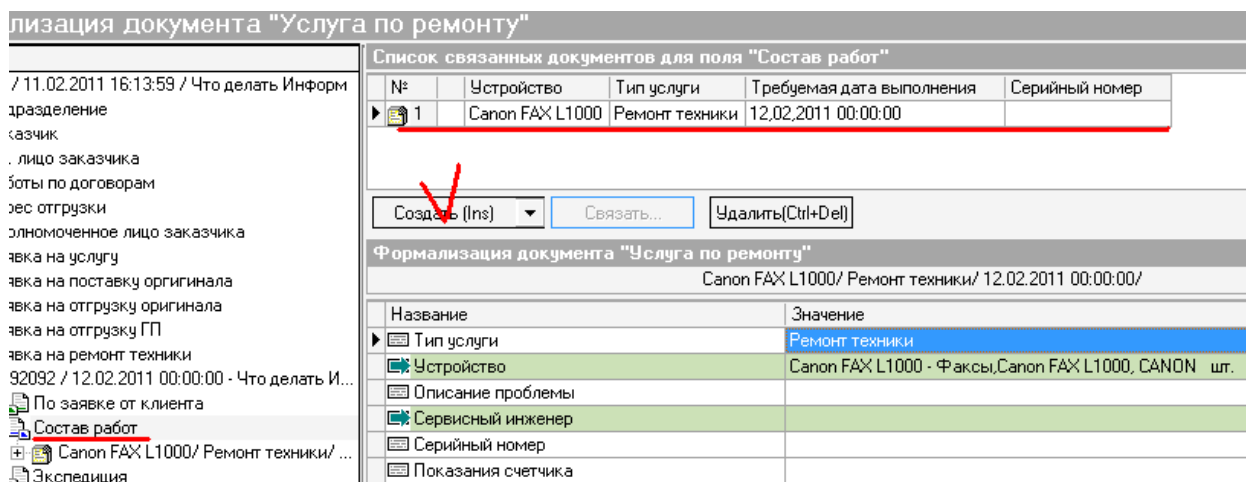 лизация документа "Услуга по ремонту"
/ 11.02.2011 16:13:59 / Что делать Информ
дразделение
казчик
. лицо заказчика
боты по договорам
рес отгрузки
олномоченное лицо заказчика
явка на услугу
явка на поставку оргигинала
явка на отгрузку оригинала
явка на отгрузку ГП
явка на ремонт техники
92092 / 12.02.2011 00:00:00 - Что делать И...
По заявке от клиента
Состав работ
Canon FAX L1000/ Ремонт техники/ ...
Экспедиция
Список связанных документов для поля "Состав работ"
№ Устройство Тип услуги Требуемая дата выполнения Серийный номер
1 Canon FAX L1000 Ремонт техники 12,02,2011 00:00:00
Создать (Ins) Связать... Удалить(Ctrl+Del)
Формализация документа "Услуга по ремонту"
Canon FAX L1000/ Ремонт техники/ 12.02.2011 00:00:00/
Название Значение
Тип услуги Ремонт техники
Устройство Canon FAX L1000 - Факсы,Canon FAX L1000, CANON шт.
Описание проблемы
Сервисный инженер
Серийный номер
Показания счетчика